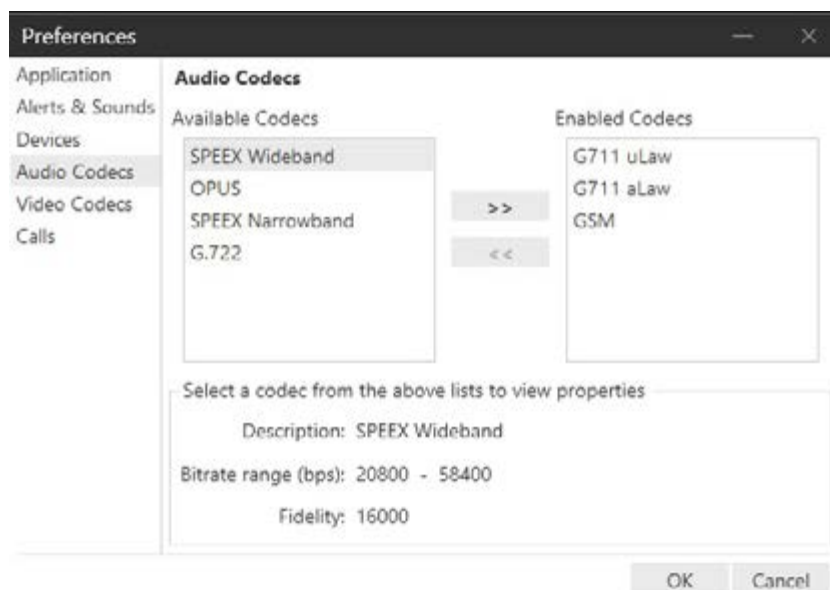 Preferences
Application
Alerts & Sounds
Devices
Audio Codecs
Video Codecs
Calls
Audio Codecs
Available Codecs
SPEEX Wideband
OPUS
SPEEX Narrowband
G.722
>>
<<
Enabled Codecs
G711 uLaw
G711 aLaw
GSM
Select a codec from the above lists to view properties
Description: SPEEX Wideband
Bitrate range (bps): 20800 - 58400
Fidelity: 16000
OK Cancel